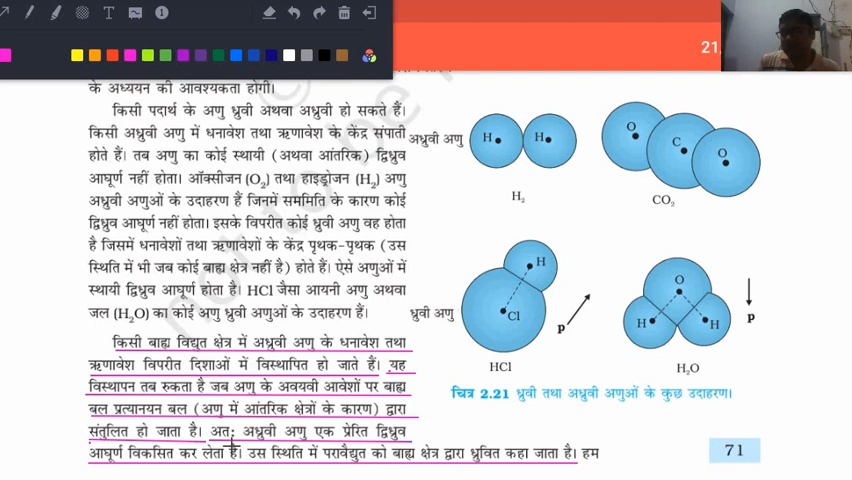 21
के अध्ययन की आवश्यकता होगी।
किसी पदार्थ के अणु ध्रुवी अथवा अध्रुवी हो सकते हैं।
किसी अध्रुवी अणु में धनावेश तथा ऋणावेश के केंद्र संपाती
होते हैं। तब अणु का कोई स्थायी (अथवा आंतरिक) द्विध्रुव
आघूर्ण नहीं होता। ऑक्सीजन (O₂) तथा हाइड्रोजन (H₂) अणु
अध्रुवी अणुओं के उदाहरण हैं जिनमें सममिति के कारण कोई
द्विध्रुव आघूर्ण नहीं होता। इसके विपरीत कोई ध्रुवी अणु वह होता
है जिसमें धनावेशों तथा ऋणावेशों के केंद्र पृथक-पृथक (उस
स्थिति में भी जब कोई बाह्य क्षेत्र नहीं है) होते हैं। ऐसे अणुओं में
स्थायी द्विध्रुव आघूर्ण होता है। HCl जैसा आयनी अणु अथवा
जल (H₂O) का कोई अणु ध्रुवी अणुओं के उदाहरण हैं।
किसी बाह्य विद्युत क्षेत्र में अध्रुवी अणु के धनावेश तथा
ऋणावेश विपरीत दिशाओं में विस्थापित हो जाते हैं। यह
विस्थापन तब रुकता है जब अणु के अवयवी आवेशों पर बाह्य
बल प्रत्यानयन बल (अणु में आंतरिक क्षेत्रों के कारण) द्वारा
संतुलित हो जाता है। अतः अध्रुवी अणु एक प्रेरित द्विध्रुव
आघूर्ण विकसित कर लेता है। उस स्थिति में परावैद्युत को बाह्य क्षेत्र द्वारा ध्रुवित कहा जाता है। हम
अध्रुवी अणु
H H
H₂
O C O
CO₂
ध्रुवी अणु
H
Cl
p
HCl
O
H H
p
H₂O
चित्र 2.21 ध्रुवी तथा अध्रुवी अणुओं के कुछ उदाहरण।
71
not to be